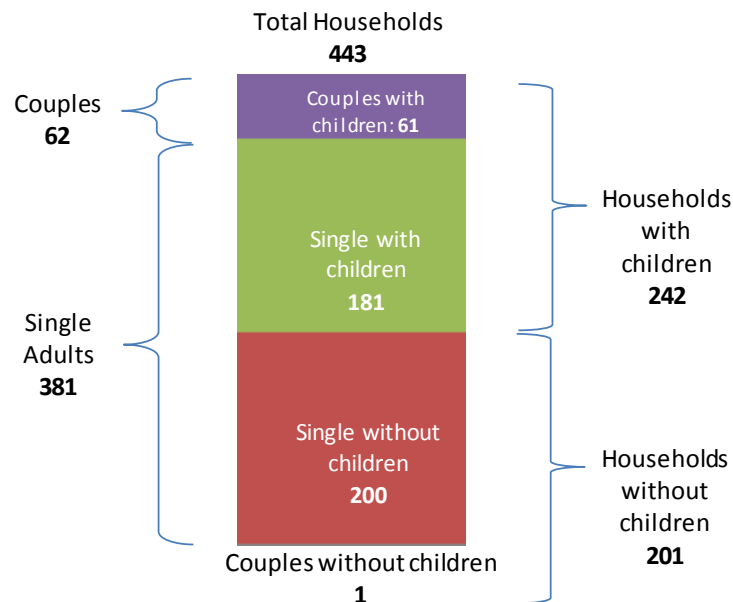 Total Households
443
Couples
62
Couples with
children: 61
Single with
children
181
Households
with
children
242
Single
Adults
381
Single without
children
200
Households
without
children
201
Couples without children
1